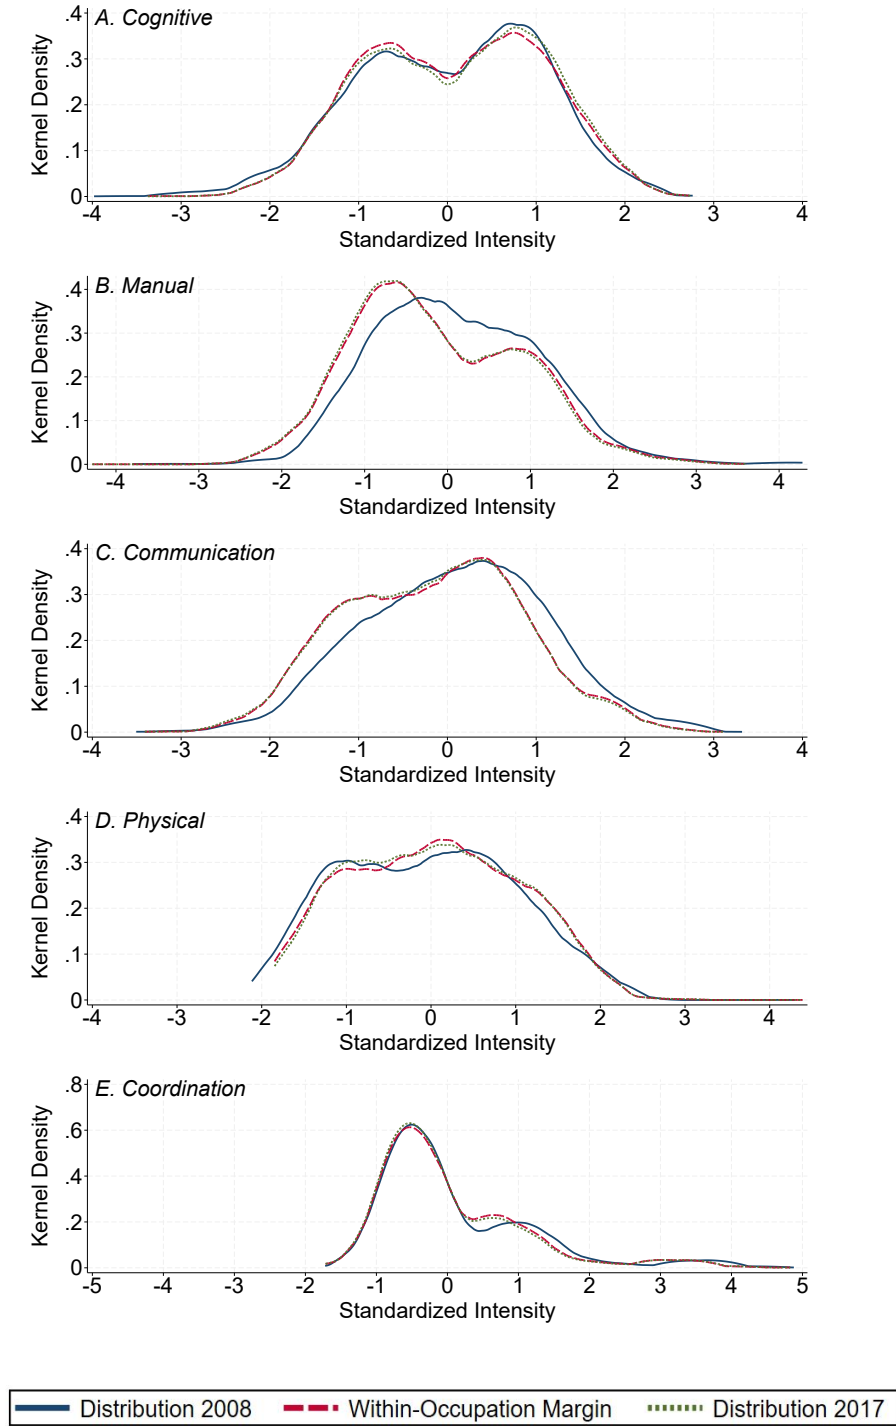 A. Cognitive
Kernel Density
.4
.3
.2
.1
0
-4 -3 -2 -1 0 1 2 3 4
Standardized Intensity
B. Manual
Kernel Density
.4
.3
.2
.1
0
-4 -3 -2 -1 0 1 2 3 4
Standardized Intensity
C. Communication
Kernel Density
.4
.3
.2
.1
0
-4 -3 -2 -1 0 1 2 3 4
Standardized Intensity
D. Physical
Kernel Density
.4
.3
.2
.1
0
-4 -3 -2 -1 0 1 2 3 4
Standardized Intensity
E. Coordination
Kernel Density
.8
.6
.4
.2
0
-5 -4 -3 -2 -1 0 1 2 3 4 5
Standardized Intensity
Distribution 2008 Within-Occupation Margin Distribution 2017